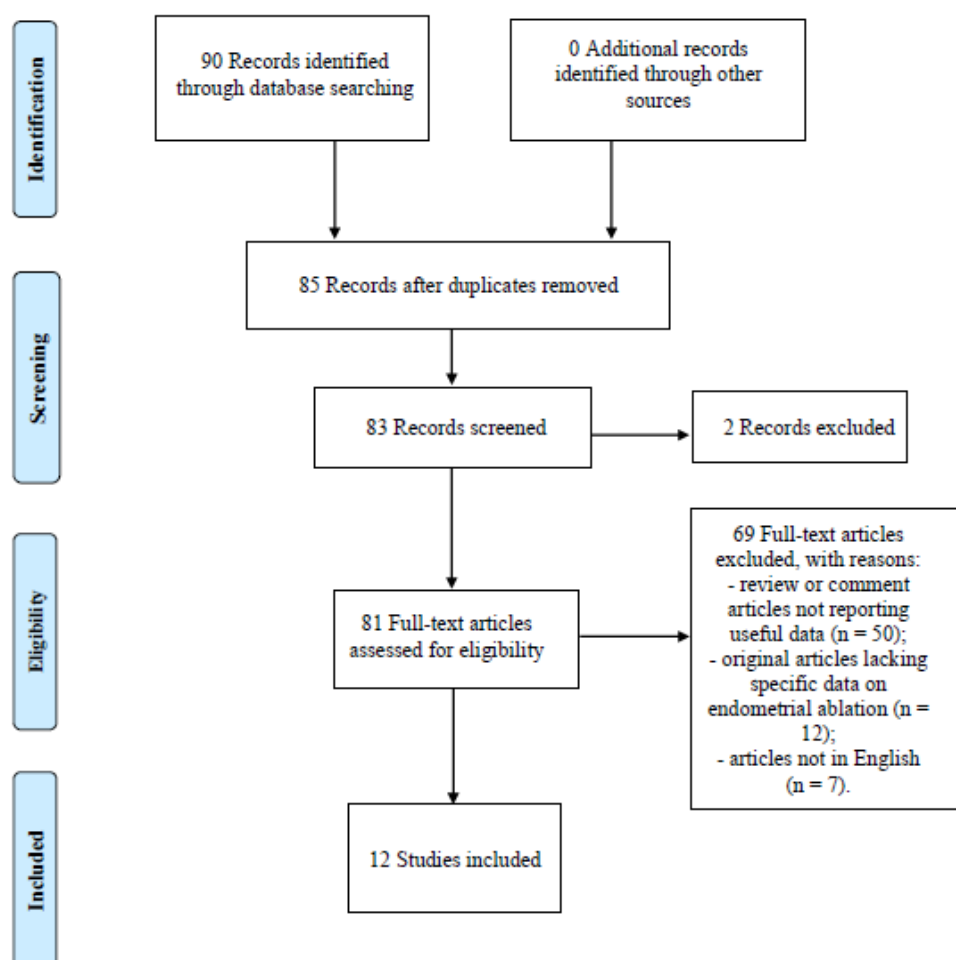 Identification
90 Records identified
through database searching
0 Additional records
identified through other
sources
Screening
85 Records after duplicates removed
83 Records screened
2 Records excluded
Eligibility
81 Full-text articles
assessed for eligibility
69 Full-text articles
excluded, with reasons:
- review or comment
articles not reporting
useful data (n = 50);
- original articles lacking
specific data on
endometrial ablation (n =
12);
- articles not in English
(n = 7).
Included
12 Studies included